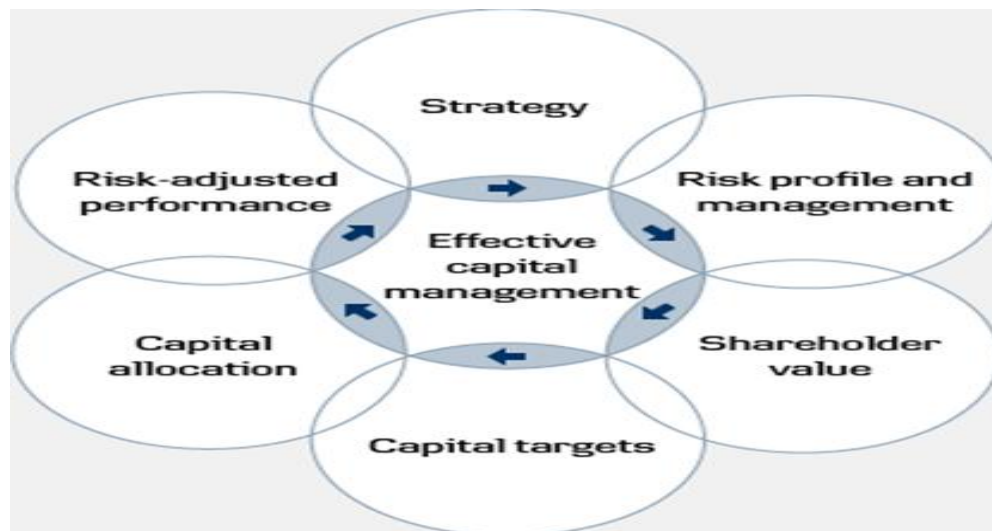 Strategy
Risk-adjusted
performance
Risk profile and
management
Effective
capital
management
Capital
allocation
Shareholder
value
Capital targets